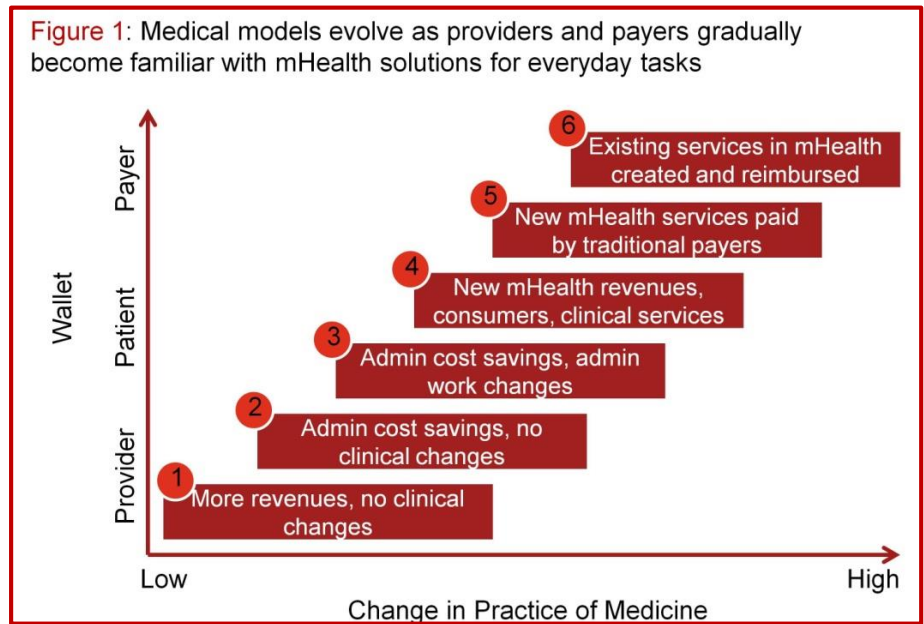 Figure 1: Medical models evolve as providers and payers gradually
become familiar with mHealth solutions for everyday tasks
Payer
Patient
Provider
Wallet
6
Existing services in mHealth
created and reimbursed
5
New mHealth services paid
by traditional payers
4
New mHealth revenues,
consumers, clinical services
3
Admin cost savings, admin
work changes
2
Admin cost savings, no
clinical changes
1
More revenues, no clinical
changes
Low
High
Change in Practice of Medicine